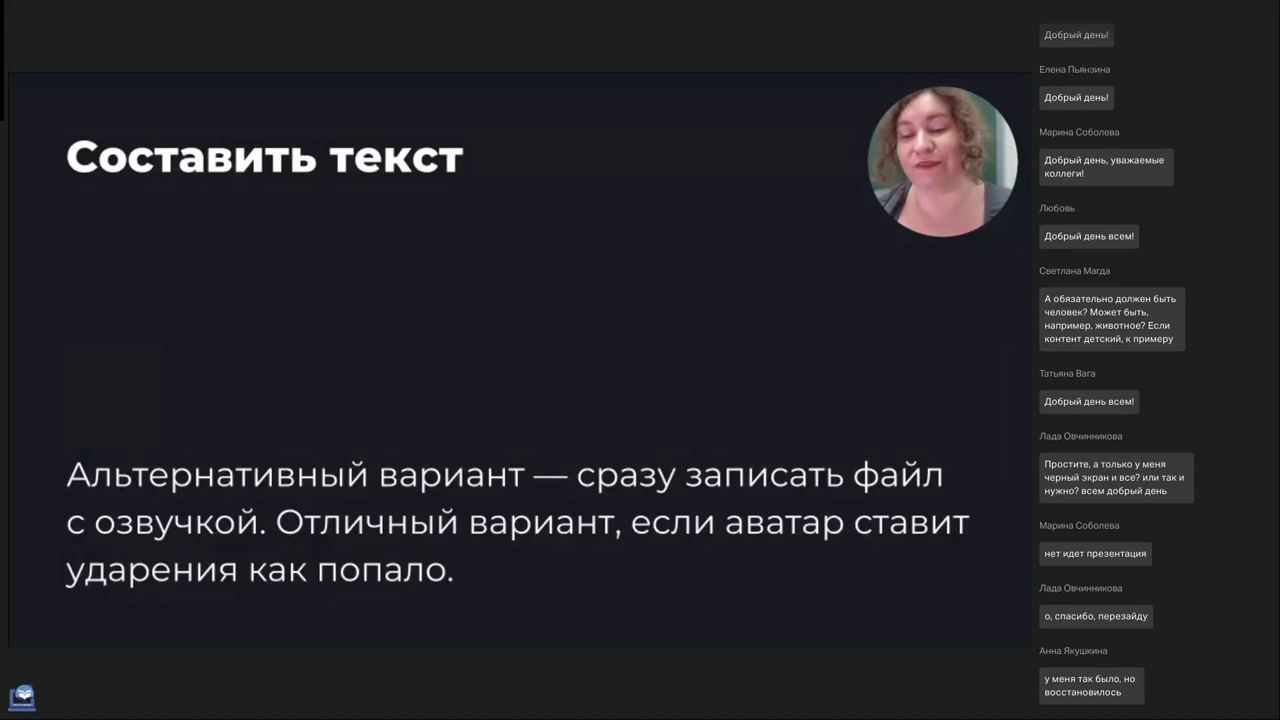 Составить текст
Альтернативный вариант — сразу записать файл
с озвучкой. Отличный вариант, если аватар ставит
ударения как попало.
Добрый день!
Елена Пьянзина
Добрый день!
Марина Соболева
Добрый день, уважаемые
коллеги!
Любовь
Добрый день всем!
Светлана Магда
А обязательно должен быть
человек? Может быть,
например, животное? Если
контент детский, к примеру
Татьяна Вага
Добрый день всем!
Лада Овчинникова
Простите, а только у меня
черный экран и все? или так и
нужно? всем добрый день
Марина Соболева
нет идет презентация
Лада Овчинникова
о, спасибо, перезайду
Анна Якушкина
у меня так было, но
восстановилось